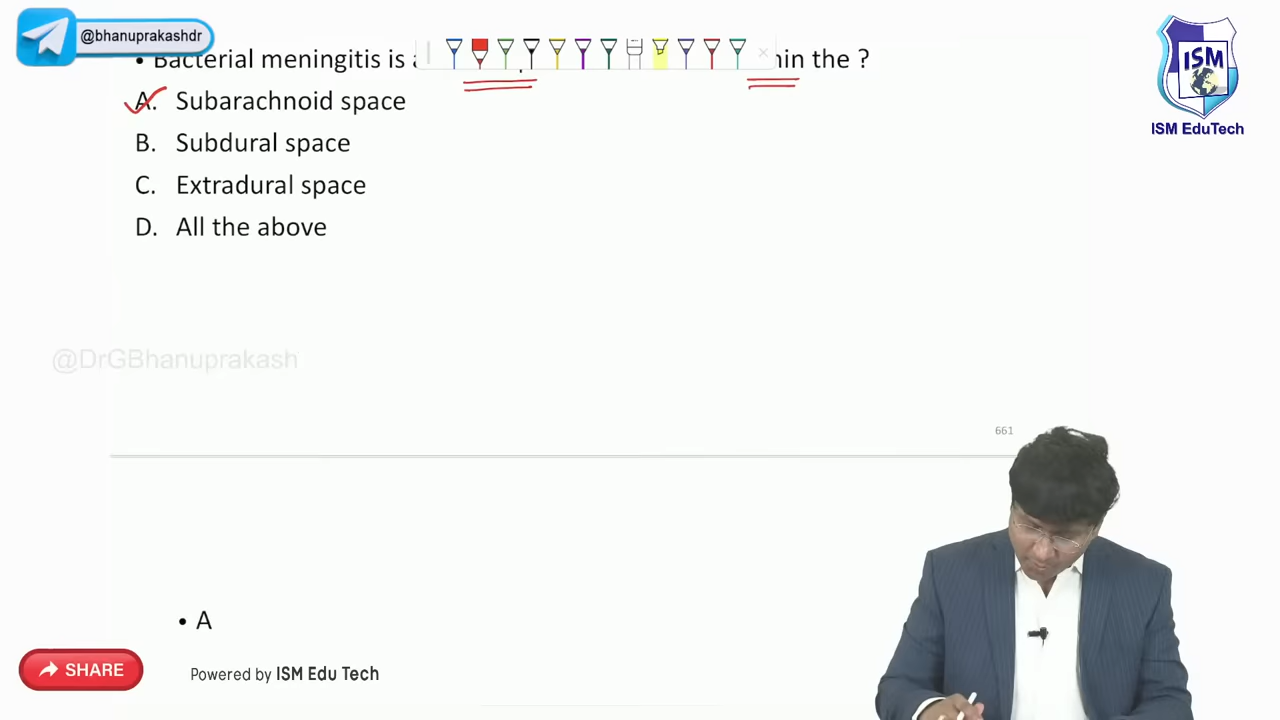 @bhanuprakashdr
• Bacterial meningitis is a the ?
A. Subarachnoid space
B. Subdural space
C. Extradural space
D. All the above
ISM
ISM EduTech
@DrGBhanuprakash
661
• A
SHARE
Powered by ISM Edu Tech